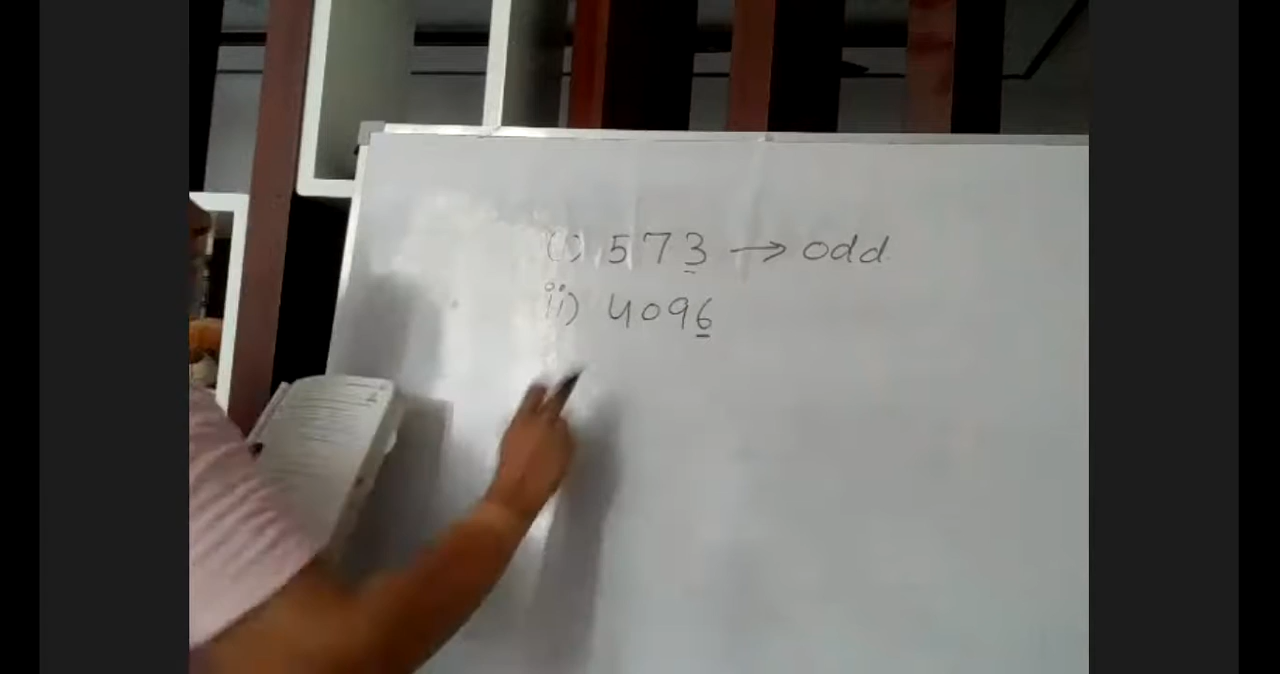 (i) 573 → odd
ii) 4096